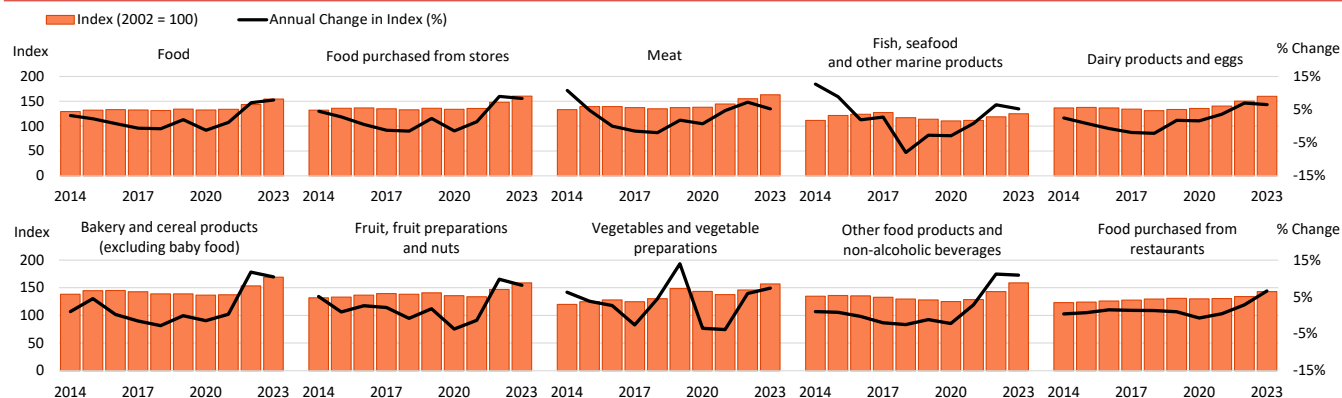 Index (2002 = 100) Annual Change in Index (%)
Index % Change
Food
Food purchased from stores
Meat
Fish, seafood
and other marine products
Dairy products and eggs
200 15%
150 5%
100
50 -5%
0 -15%
2014 2017 2020 2023 2014 2017 2020 2023 2014 2017 2020 2023 2014 2017 2020 2023 2014 2017 2020 2023
Index % Change
Bakery and cereal products
(excluding baby food)
Fruit, fruit preparations
and nuts
Vegetables and vegetable
preparations
Other food products and
non-alcoholic beverages
Food purchased from
restaurants
200 15%
150 5%
100
50 -5%
0 -15%
2014 2017 2020 2023 2014 2017 2020 2023 2014 2017 2020 2023 2014 2017 2020 2023 2014 2017 2020 2023